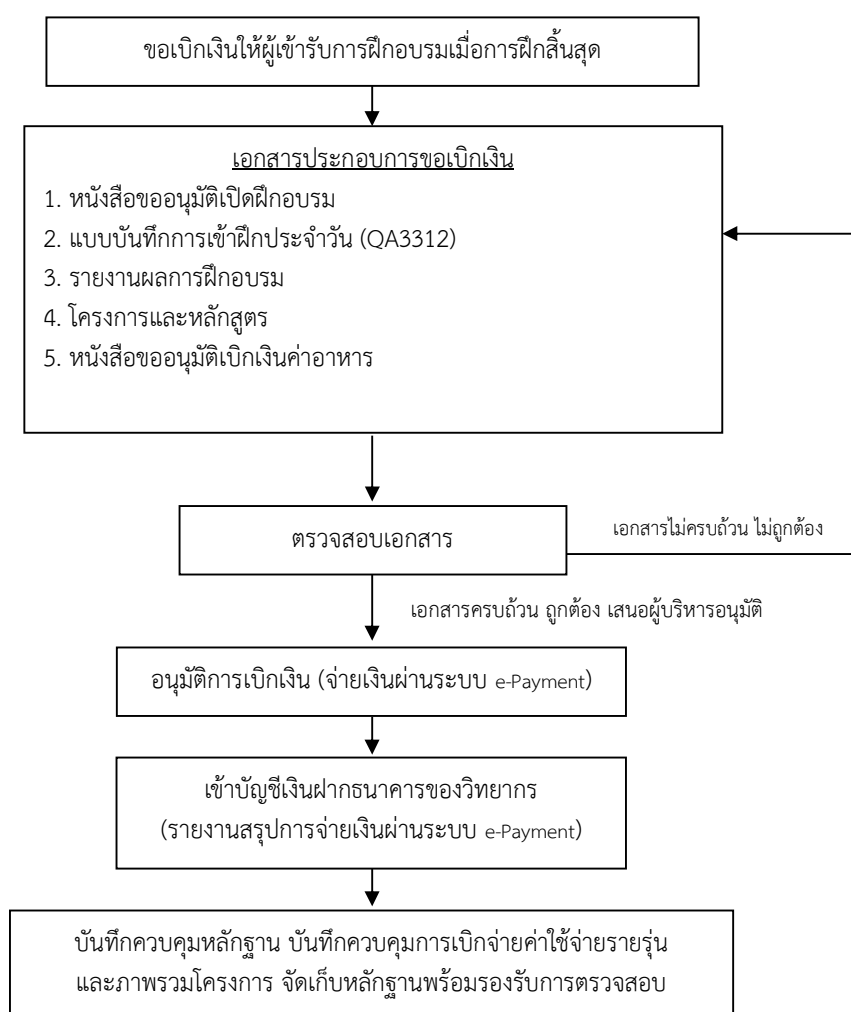 ขอเบิกเงินให้ผู้เข้ารับการฝึกอบรมเมื่อการฝึกสิ้นสุด
เอกสารประกอบการขอเบิกเงิน
1. หนังสือขออนุมัติเปิดฝึกอบรม
2. แบบบันทึกการเข้าฝึกประจำวัน (QA3312)
3. รายงานผลการฝึกอบรม
4. โครงการและหลักสูตร
5. หนังสือขออนุมัติเบิกเงินค่าอาหาร
ตรวจสอบเอกสาร
เอกสารไม่ครบถ้วน ไม่ถูกต้อง
เอกสารครบถ้วน ถูกต้อง เสนอผู้บริหารอนุมัติ
อนุมัติการเบิกเงิน (จ่ายเงินผ่านระบบ e-Payment)
เข้าบัญชีเงินฝากธนาคารของวิทยากร
(รายงานสรุปการจ่ายเงินผ่านระบบ e-Payment)
บันทึกควบคุมหลักฐาน บันทึกควบคุมการเบิกจ่ายค่าใช้จ่ายรายรุ่น
และภาพรวมโครงการ จัดเก็บหลักฐานพร้อมรองรับการตรวจสอบ